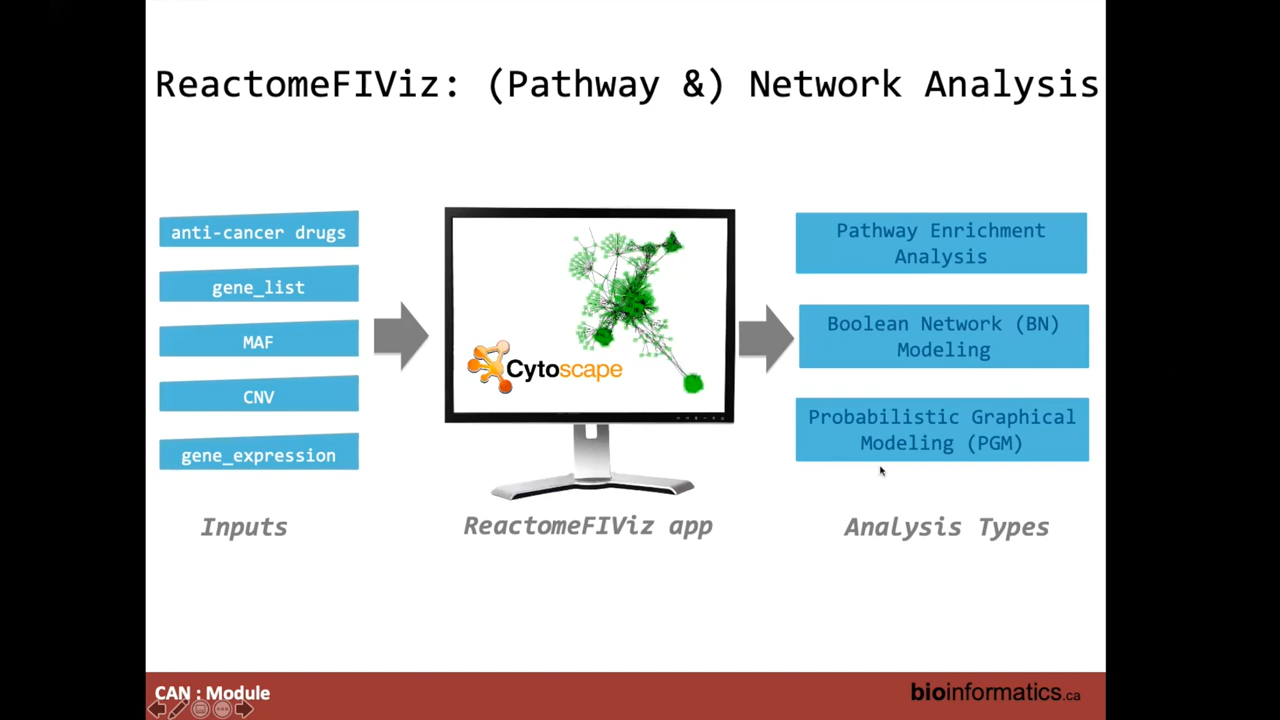 ReactomeFIViz: (Pathway &) Network Analysis
anti-cancer drugs
gene_list
MAF
CNV
gene_expression
Inputs
Cytoscape
ReactomeFIViz app
Pathway Enrichment
Analysis
Boolean Network (BN)
Modeling
Probabilistic Graphical
Modeling (PGM)
Analysis Types
CAN : Module
bioinformatics.ca